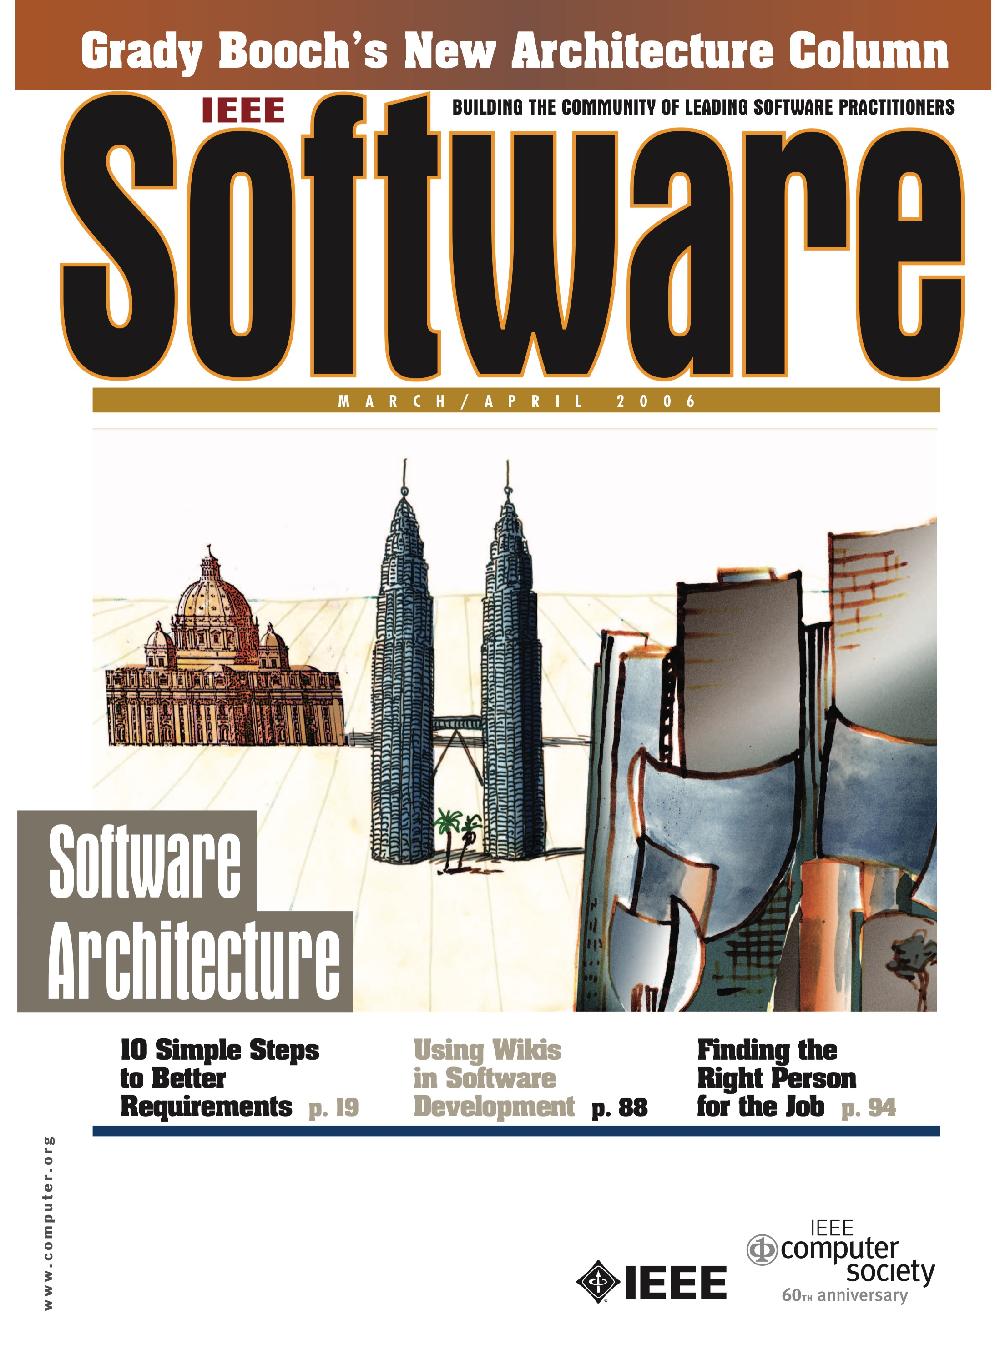 Grady Booch's New Architecture Column
IEEE
BUILDING THE COMMUNITY OF LEADING SOFTWARE PRACTITIONERS
Software
MARCH/APRIL 2006
Software
Architecture
10 Simple Steps
to Better
Requirements p. 19
Using Wikis
in Software
Development p. 88
Finding the
Right Person
for the Job p. 94
www.computer.org
IEEE
IEEE
computer
society
60TH anniversary